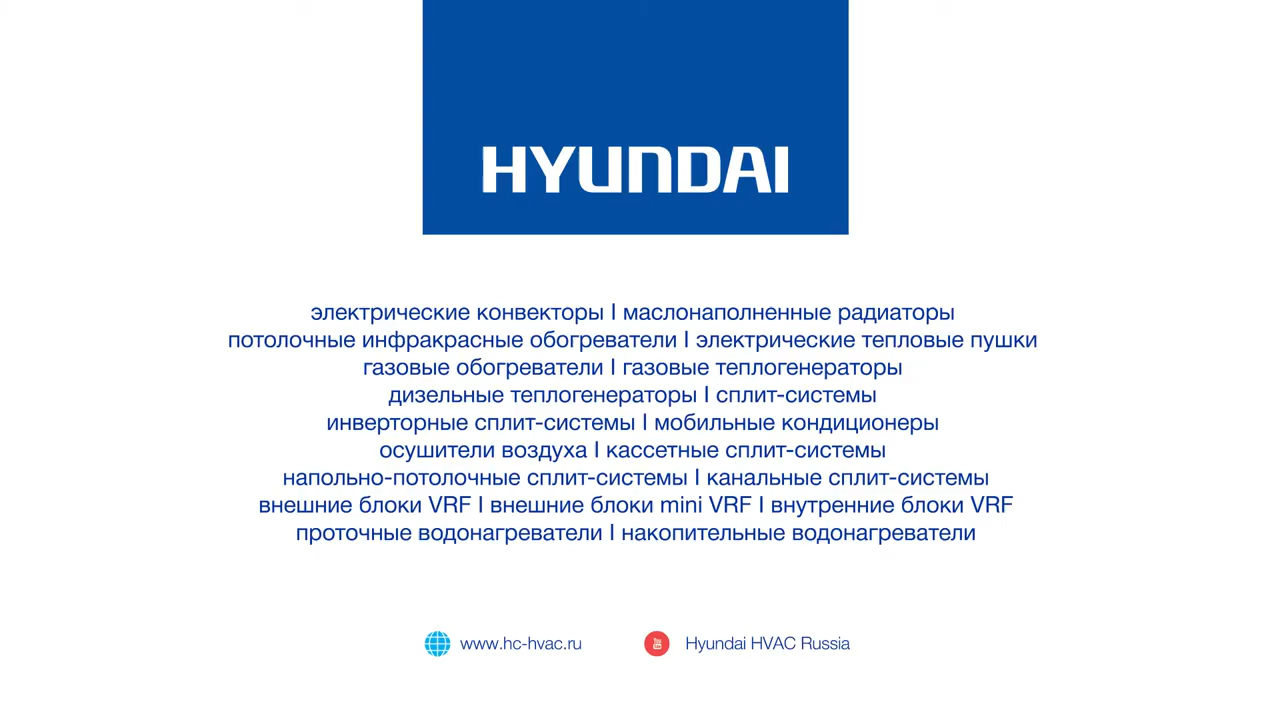 HYUNDAI
электрические конвекторы I маслонаполненные радиаторы
потолочные инфракрасные обогреватели I электрические тепловые пушки
газовые обогреватели I газовые теплогенераторы
дизельные теплогенераторы I сплит-системы
инверторные сплит-системы I мобильные кондиционеры
осушители воздуха I кассетные сплит-системы
напольно-потолочные сплит-системы I канальные сплит-системы
внешние блоки VRF I внешние блоки mini VRF I внутренние блоки VRF
проточные водонагреватели I накопительные водонагреватели
www.hc-hvac.ru
Hyundai HVAC Russia